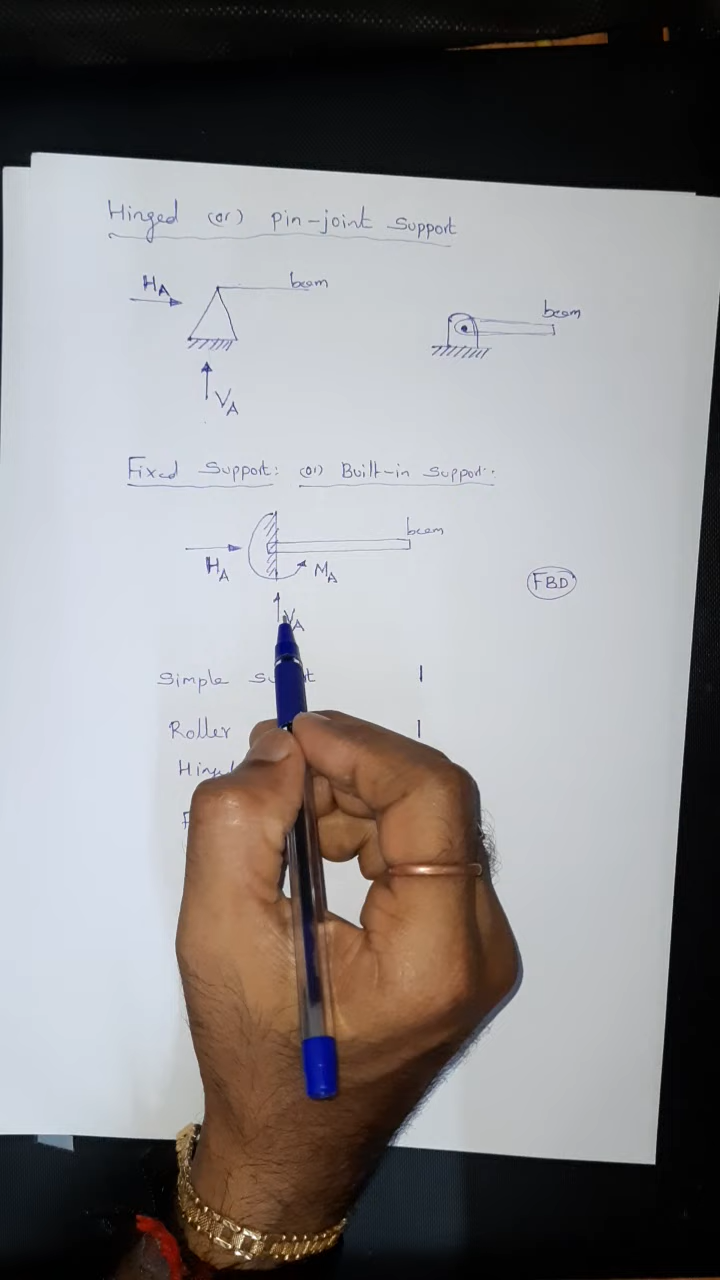 Hinged (or) pin-joint Support
HA beam
beam
VA
Fixed Support: (or) Built-in Support:
beam
HA MA
FBD
VA
Simple 1
Roller 1